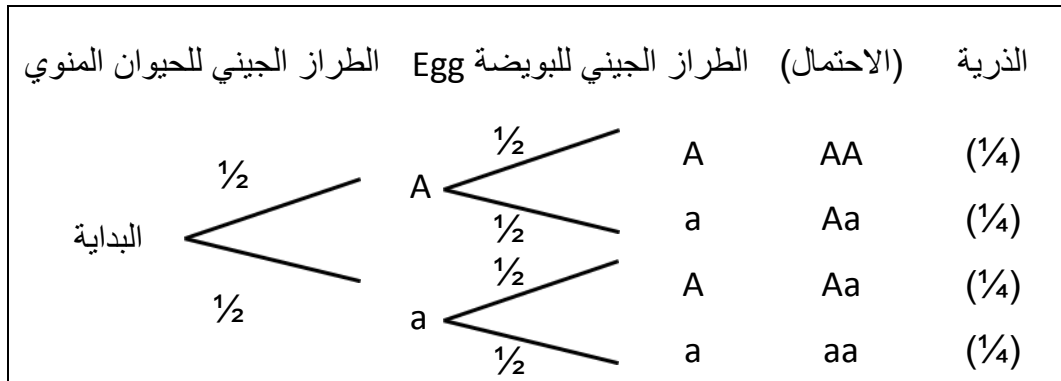 الطراز الجيني للحيوان المنوي الطراز الجيني للبويضة Egg (الاحتمال) الذرية
½
½ A AA (¼)
A
½ a Aa (¼)
البداية
½ A Aa (¼)
½ a
½ a aa (¼)